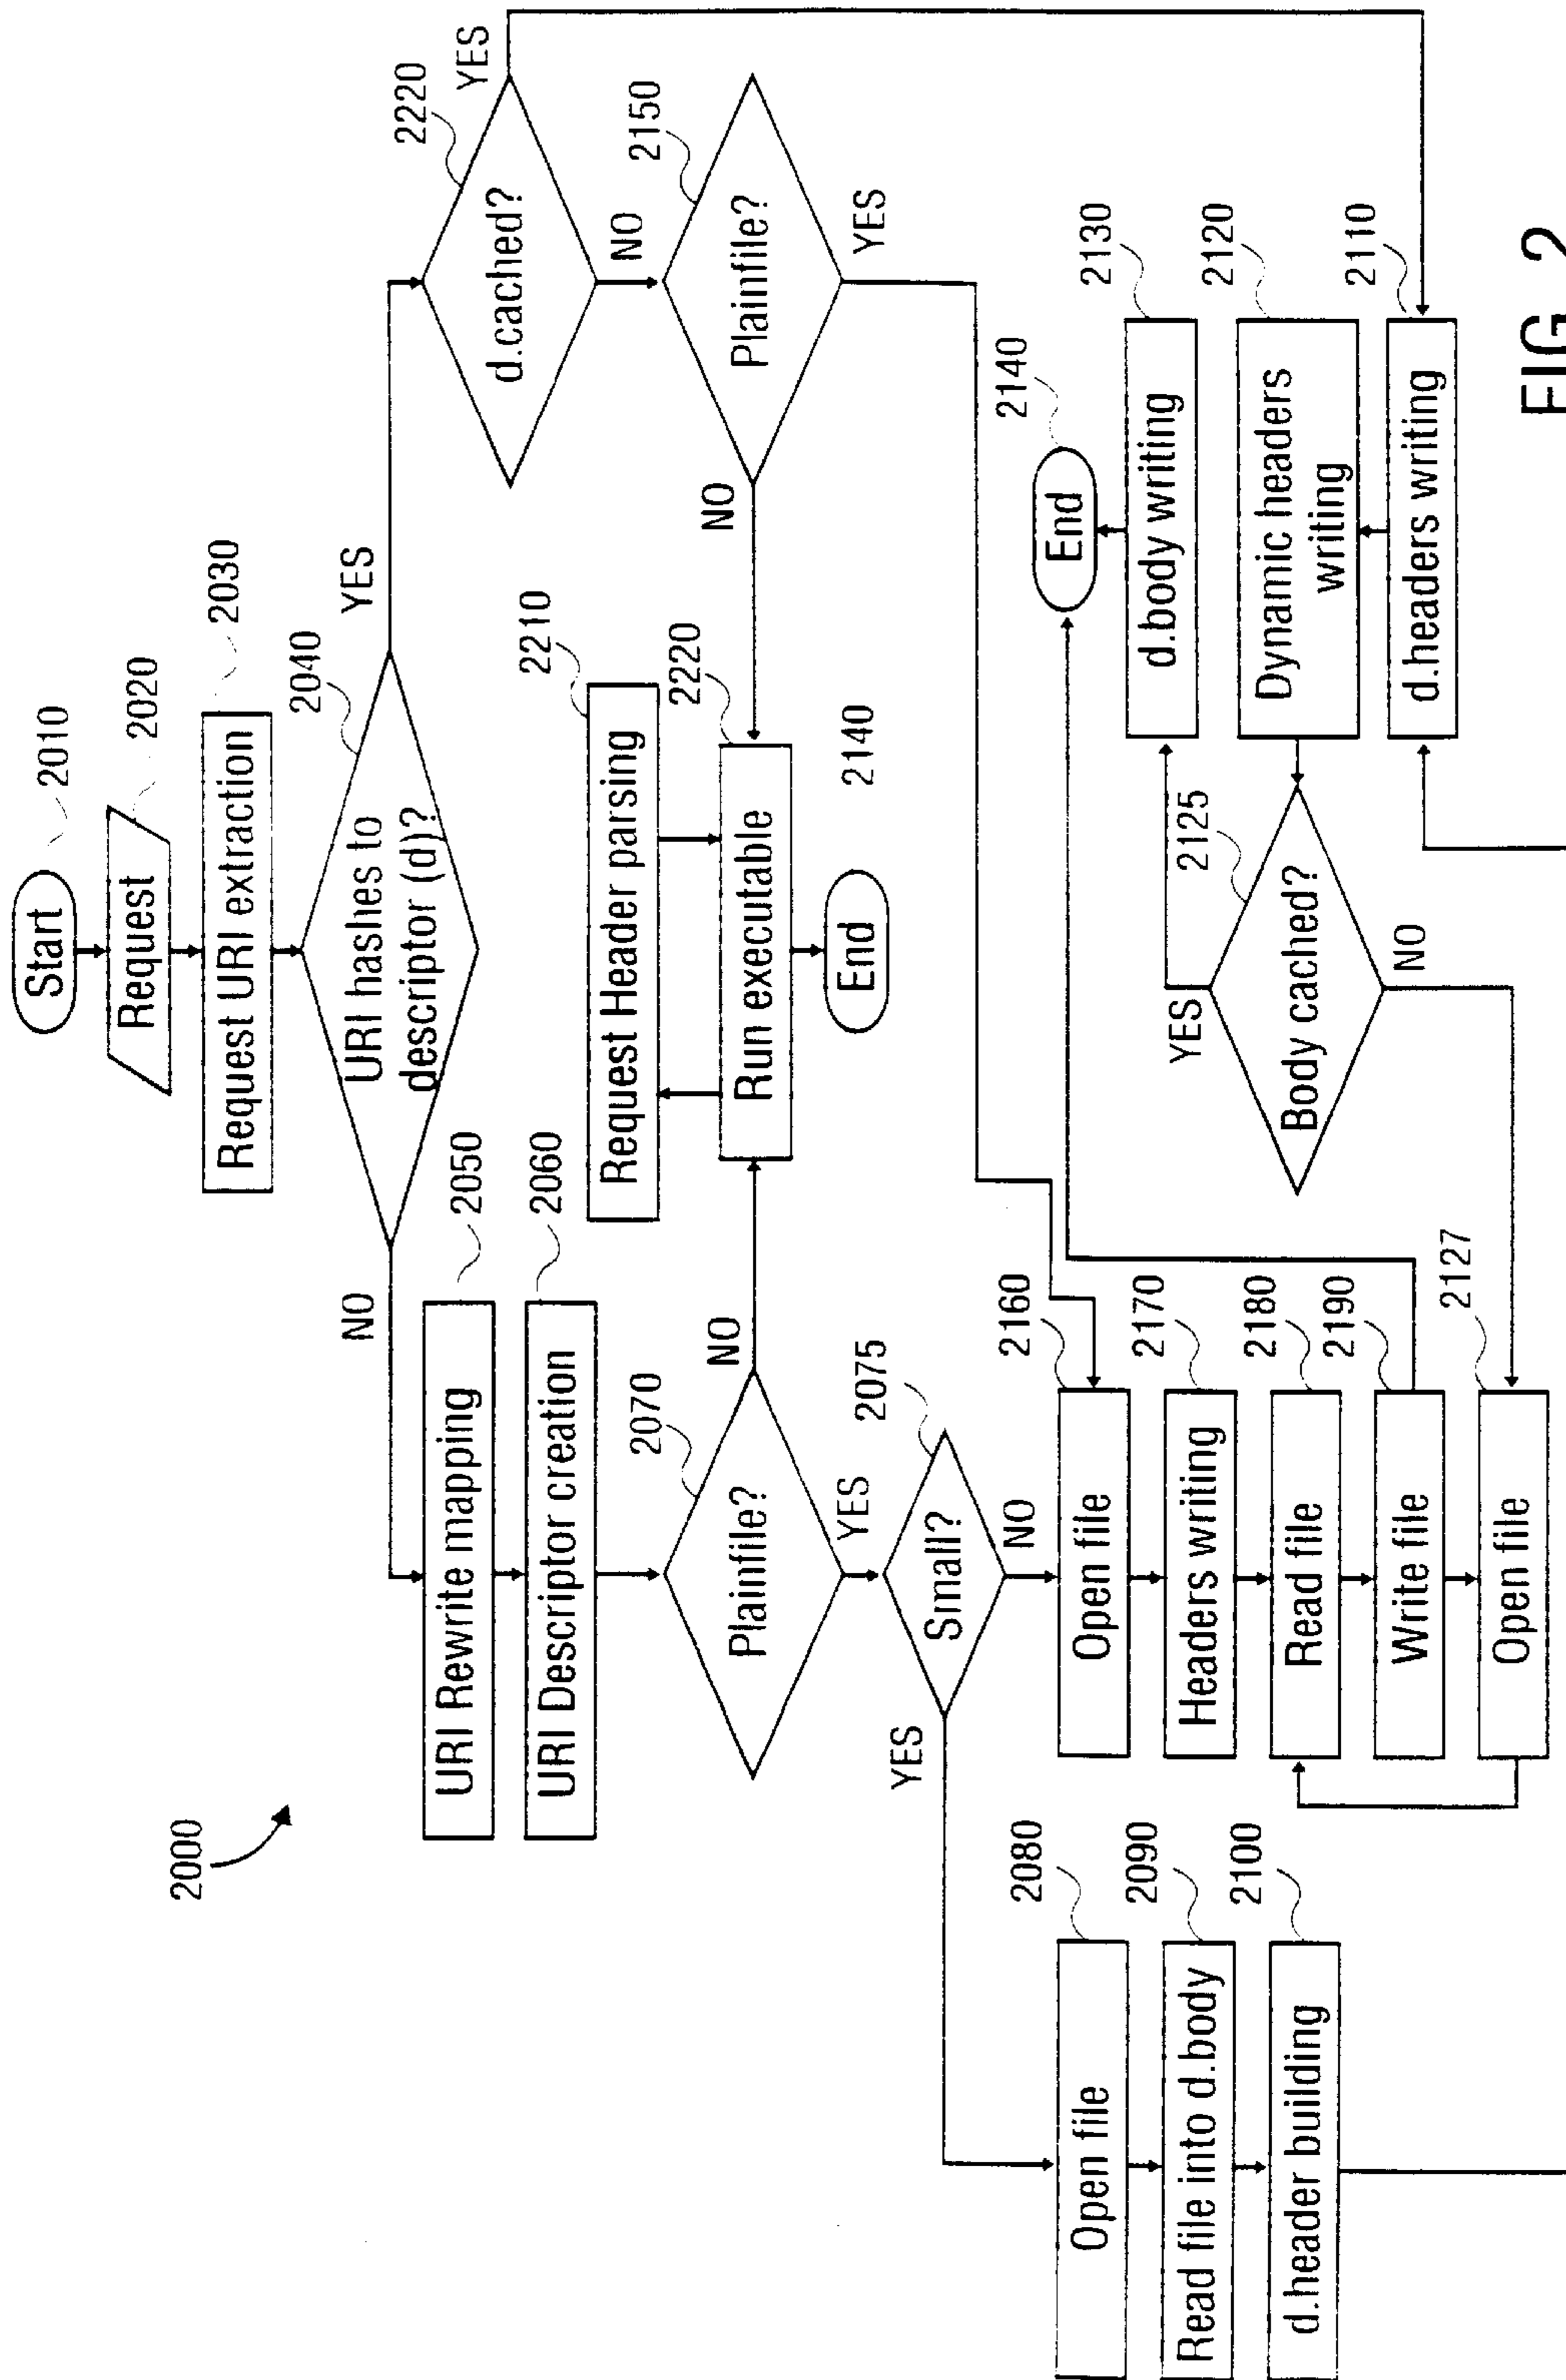 2000
Start
2010
Request
2020
Request URI extraction
2030
URI hashes to
descriptor (d)?
2040
NO
YES
URI Rewrite mapping
2050
URI Descriptor creation
2060
d.cached?
2220
YES
NO
Plainfile?
2070
NO
YES
Request Header parsing
2210
Run executable
2220
End
2140
Plainfile?
2150
NO
YES
Small?
2075
YES
NO
Open file
2080
Read file into d.body
2090
d.header building
2100
Open file
2160
Headers writing
2170
Read file
2180
Write file
2190
Open file
2127
End
2140
d.body writing
2130
Dynamic headers
writing
2120
d.headers writing
2110
Body cached?
2125
YES
NO
FIG. 2